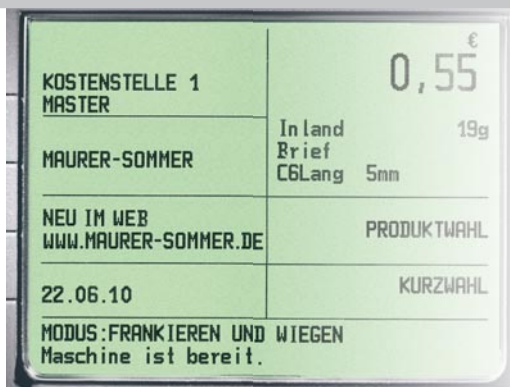 KOSTENSTELLE 1
MASTER
MAURER-SOMMER
NEU IM WEB
WWW.MAURER-SOMMER.DE
22.06.10
€
0,55
Inland 19g
Brief
C6Lang 5mm
PRODUKTWAHL
KURZWAHL
MODUS:FRANKIEREN UND WIEGEN
Maschine ist bereit.